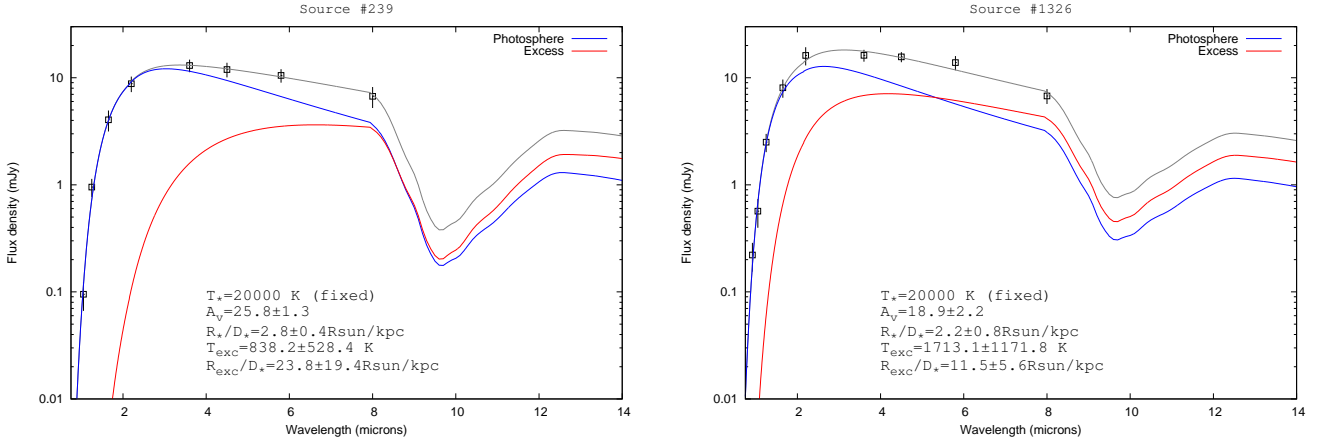 Source #239
Photosphere
Excess
Flux density (mJy)
10
1
0.1
0.01
T*=20000 K (fixed)
Av=25.8±1.3
R*/D*=2.8±0.4Rsun/kpc
Texc=838.2±528.4 K
Rexc/D*=23.8±19.4Rsun/kpc
2 4 6 8 10 12 14
Wavelength (microns)
Source #1326
Photosphere
Excess
Flux density (mJy)
10
1
0.1
0.01
T*=20000 K (fixed)
Av=18.9±2.2
R*/D*=2.2±0.8Rsun/kpc
Texc=1713.1±1171.8 K
Rexc/D*=11.5±5.6Rsun/kpc
2 4 6 8 10 12 14
Wavelength (microns)